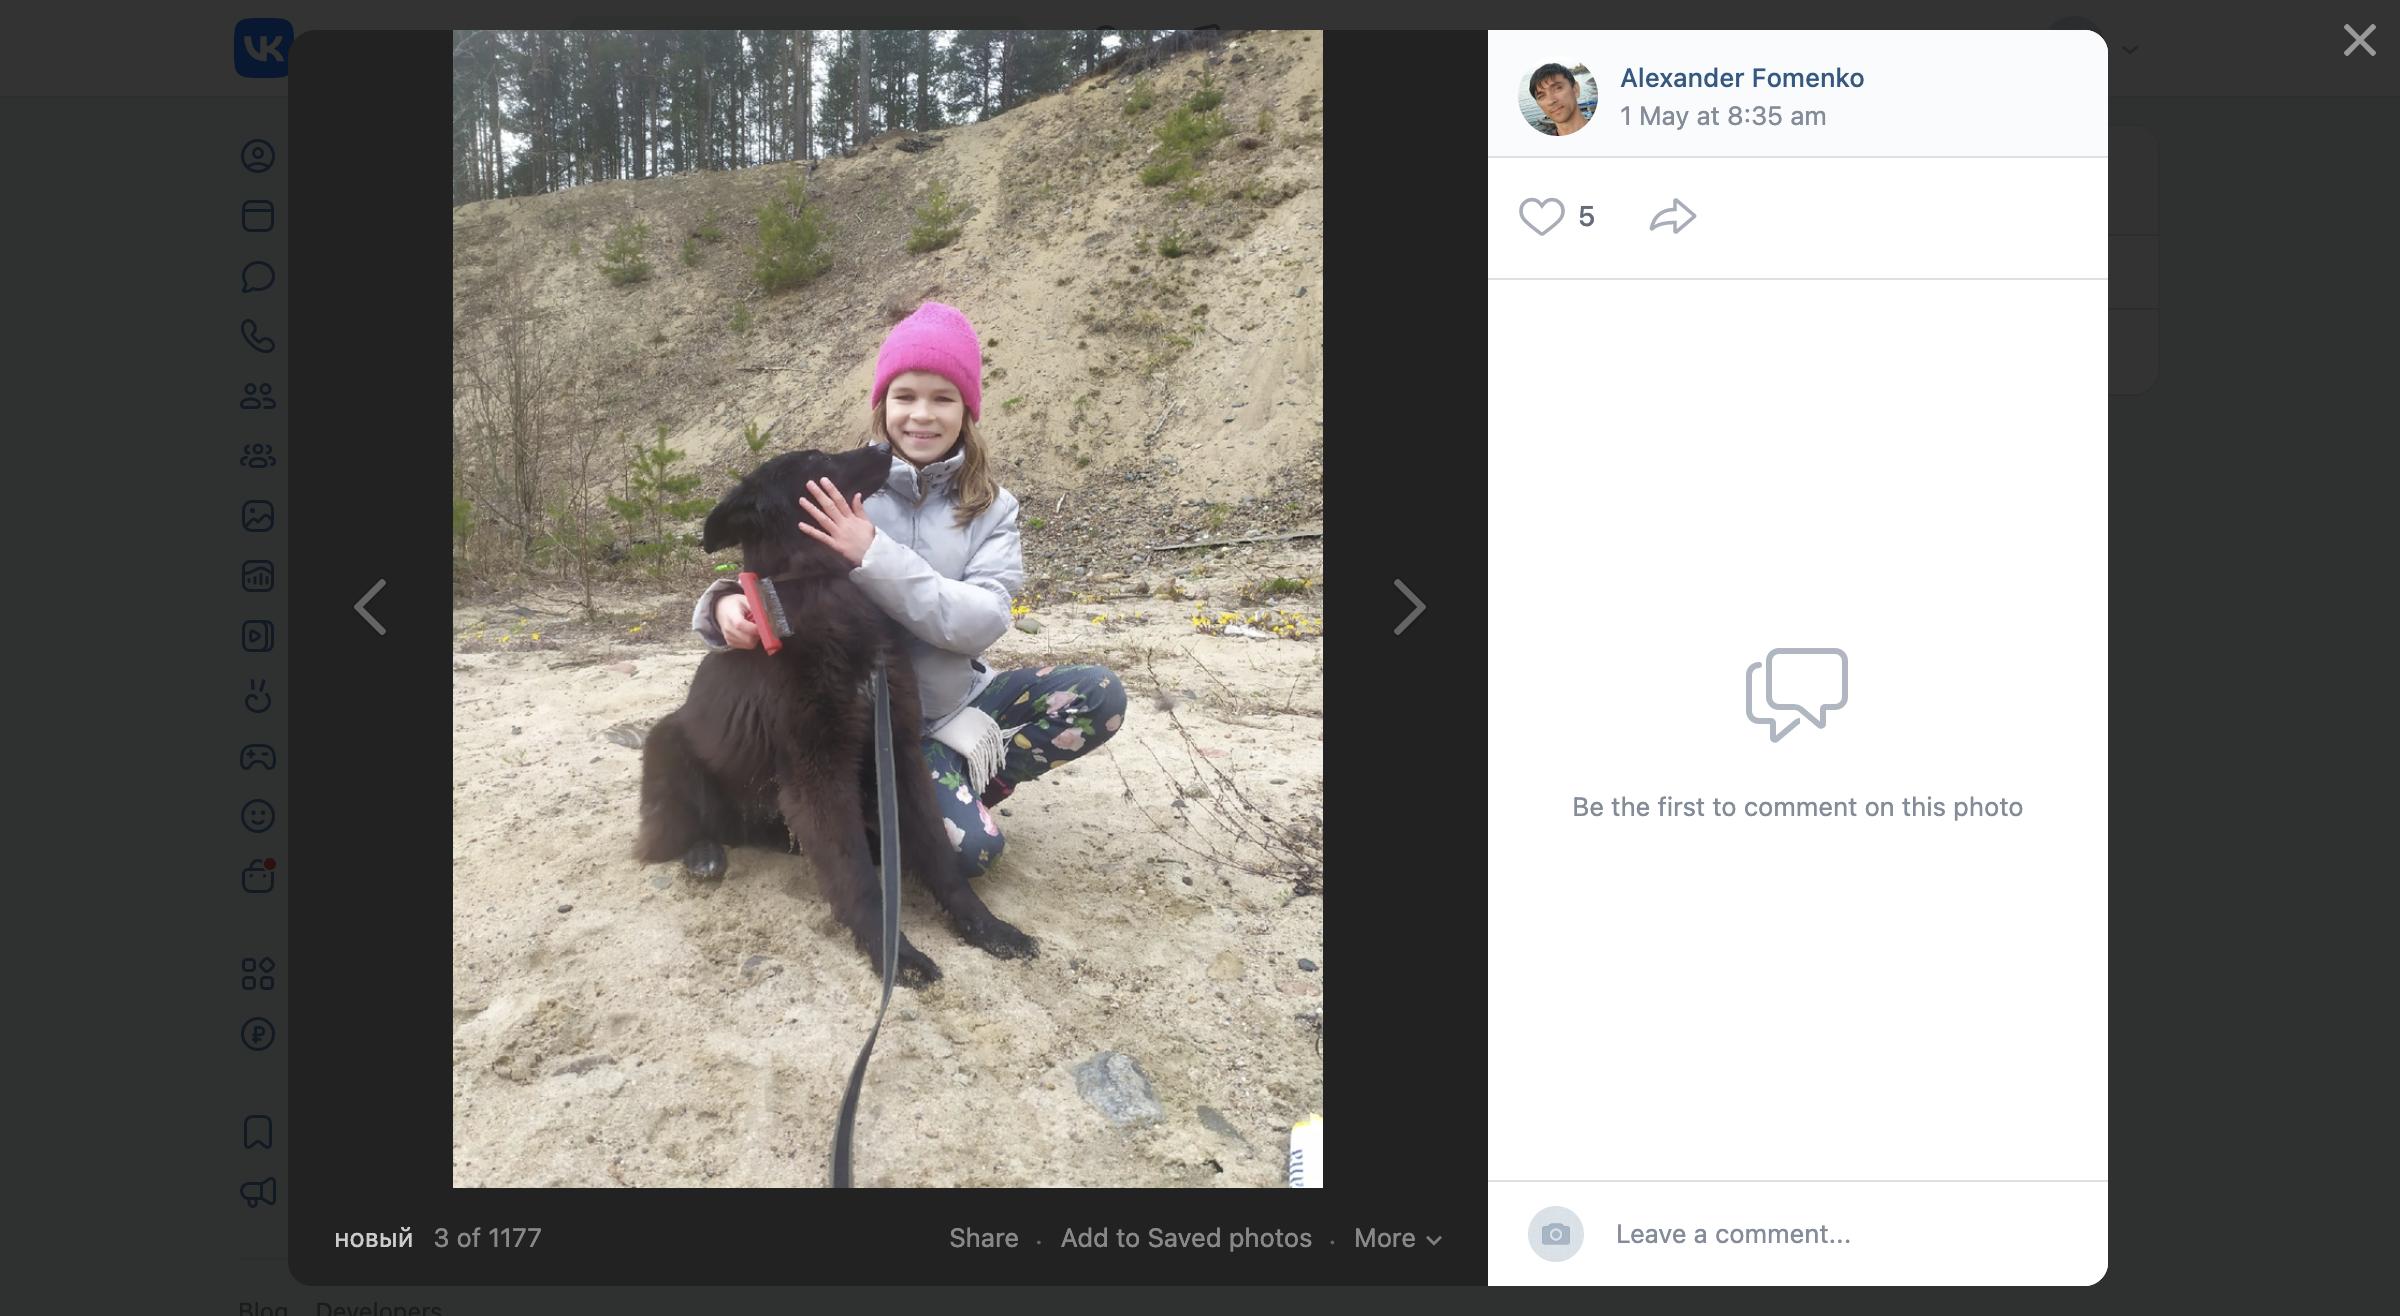 VK
Alexander Fomenko
1 May at 8:35 am
5
Be the first to comment on this photo
Leave a comment...
новый 3 of 1177
Share · Add to Saved photos · More
Blog Developers